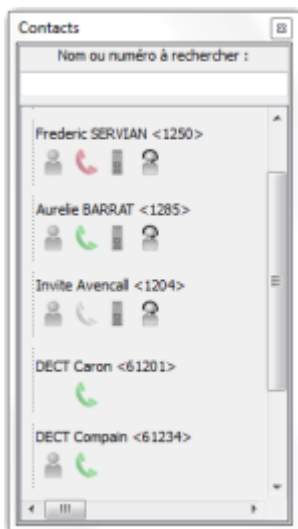 Contacts
Nom ou numéro à rechercher :
Frederic SERVIAN <1250>
Aurelie BARRAT <1285>
Invite Avencall <1204>
DECT Caron <61201>
DECT Compain <61234>